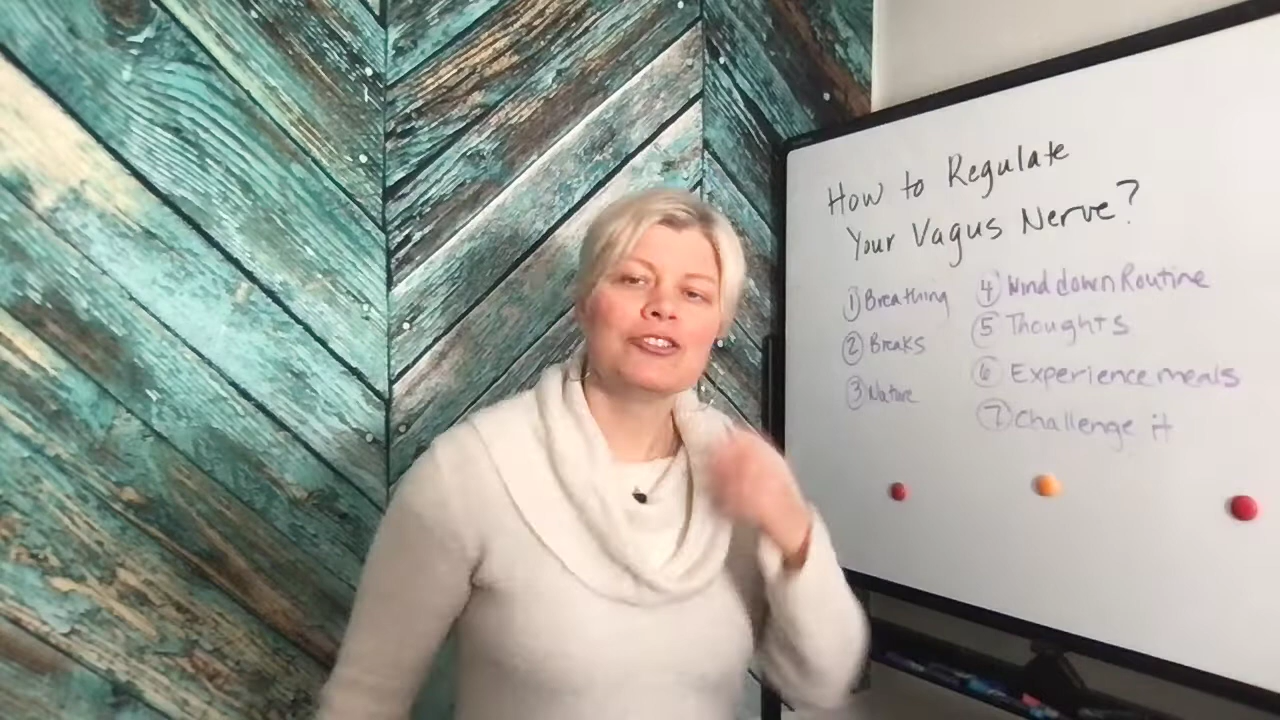 How to Regulate
Your Vagus Nerve?
① Breathing
② Breaks
③ Nature
④ Wind down Routine
⑤ Thoughts
⑥ Experience meals
⑦ Challenge it